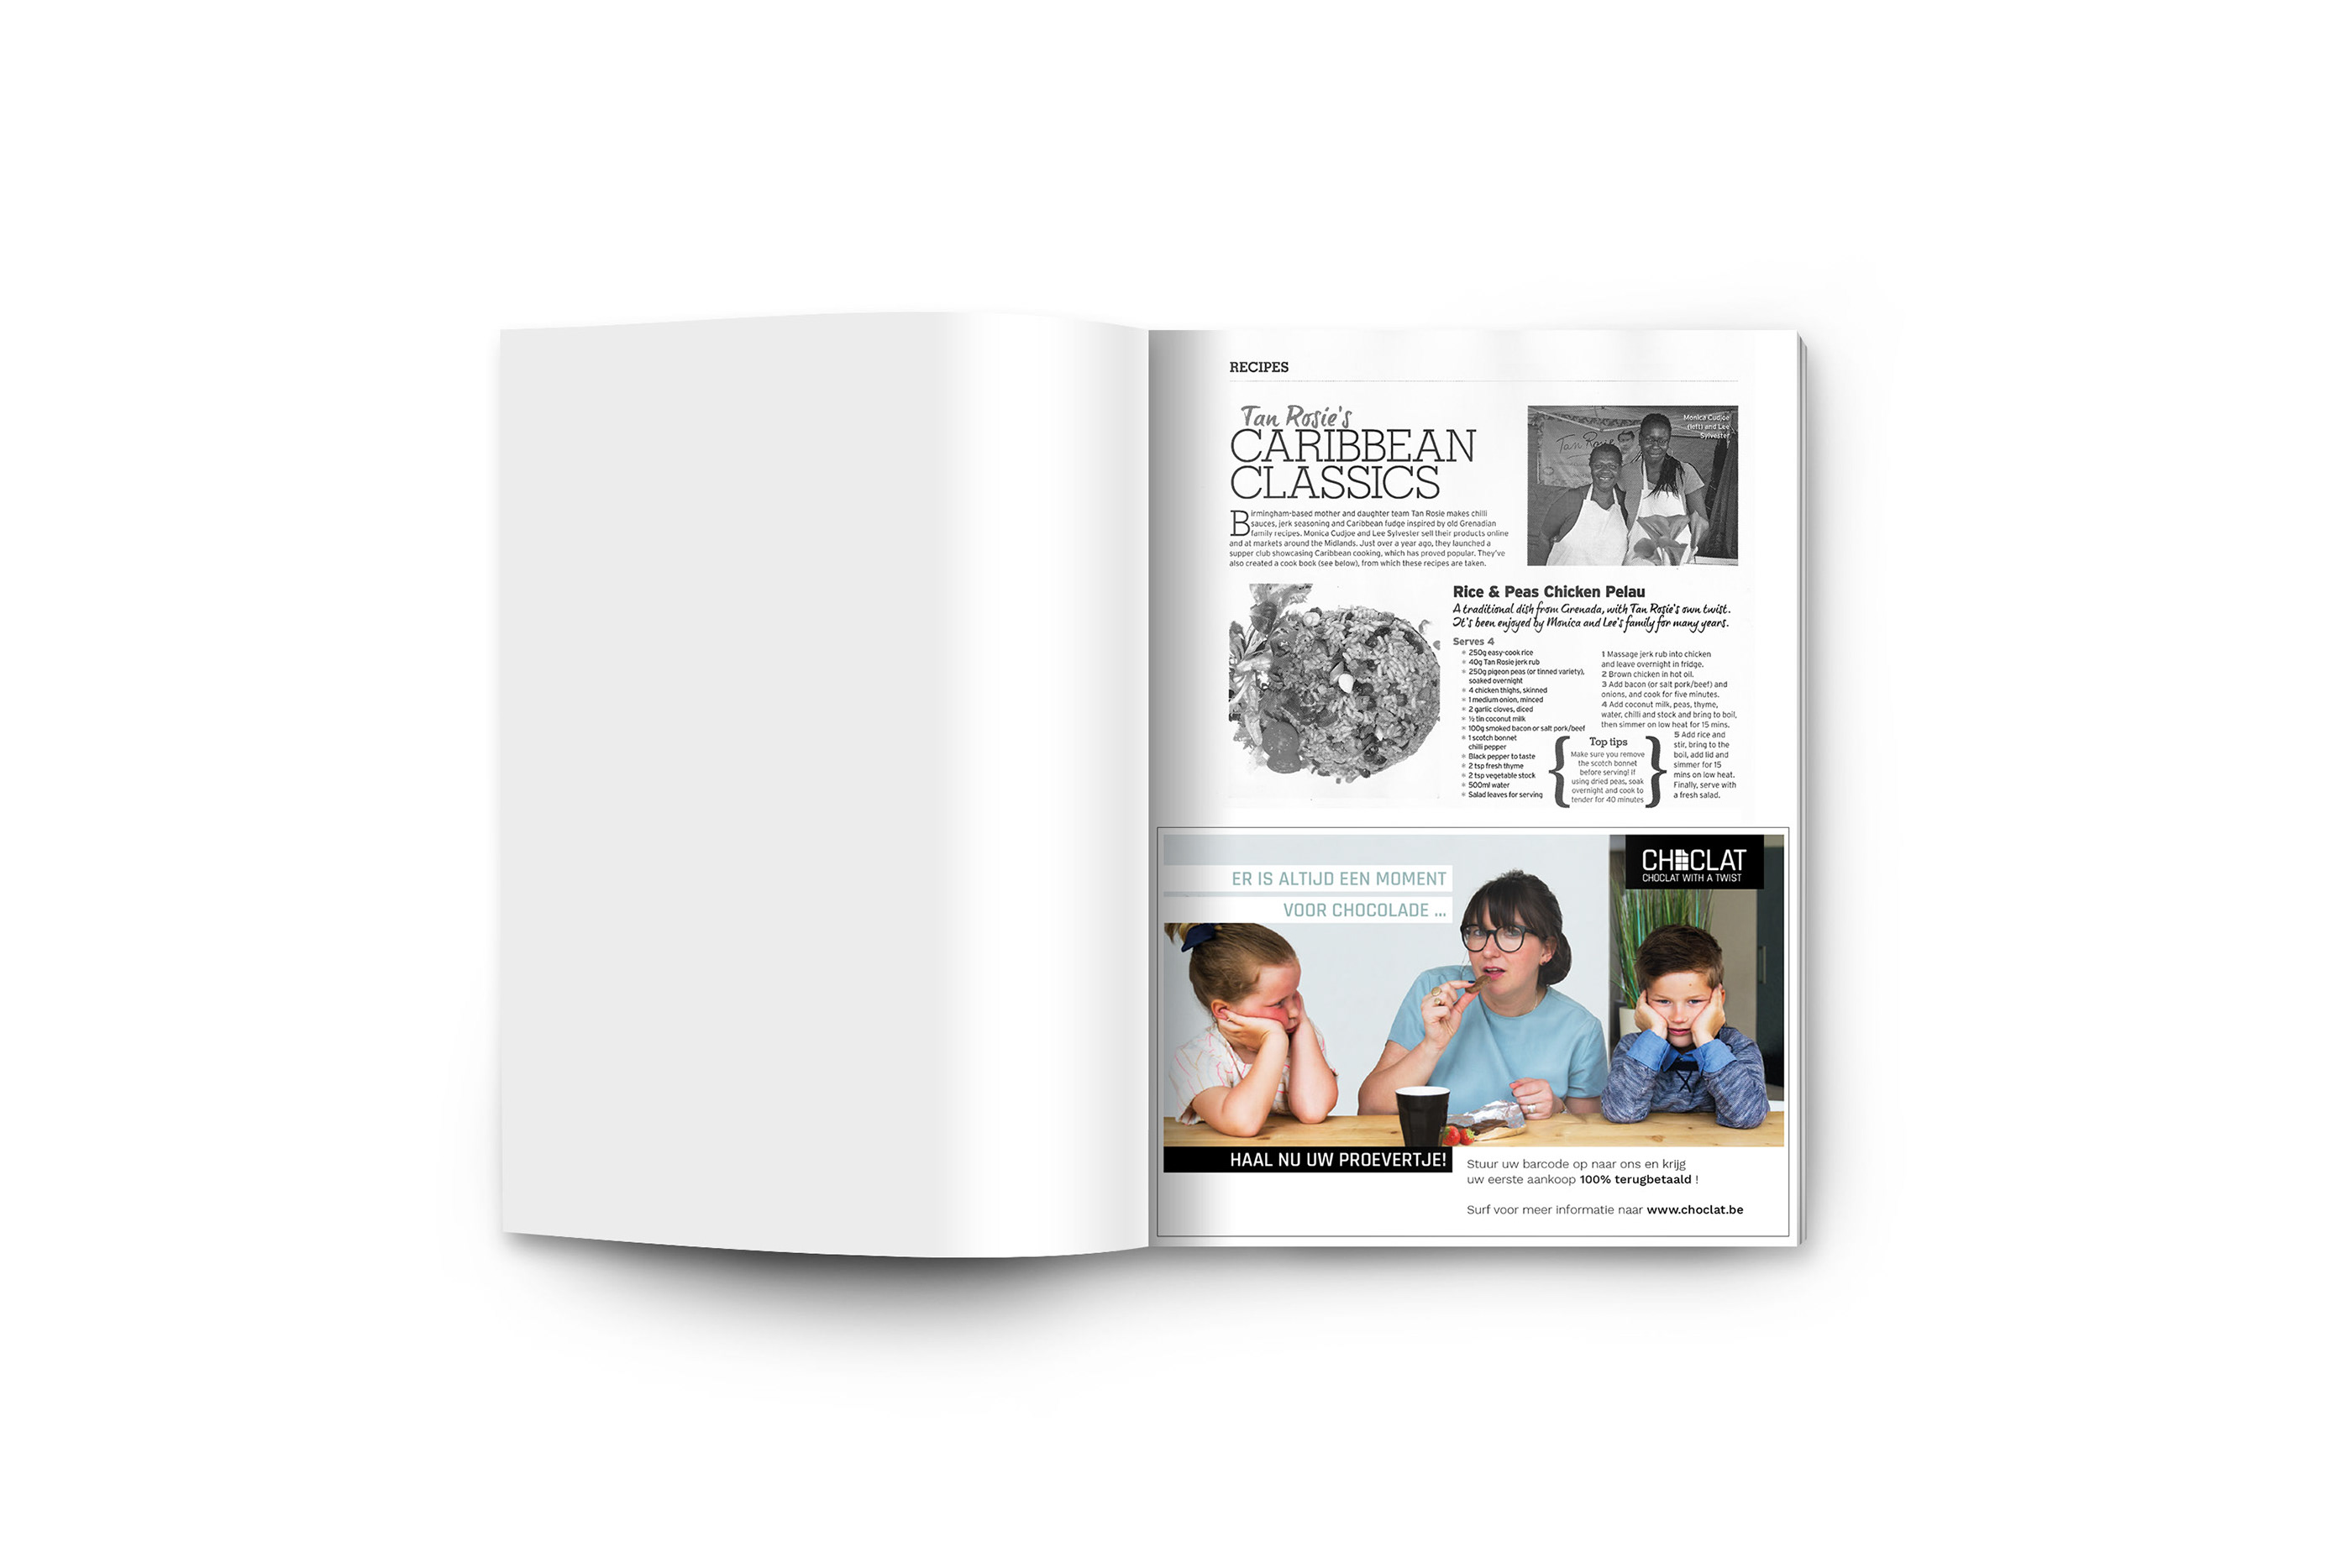 RECIPES
Tan Rosie's
CARIBBEAN
CLASSICS
Birmingham-based mother and daughter team Tan Rosie makes chilli
sauces, jerk seasoning and Caribbean fudge inspired by old Grenadian
family recipes. Monica Cudjoe and Lee Sylvester sell their products online
and at markets around the Midlands. Just over a year ago, they launched a
supper club showcasing Caribbean cooking, which has proved popular. They've
also created a cook book (see below), from which these recipes are taken.
Monica Cudjoe
(left) and Lee
Sylvester
Tan Rosie
Rice & Peas Chicken Pelau
A traditional dish from Grenada, with Tan Rosie's own twist.
It's been enjoyed by Monica and Lee's family for many years.
Serves 4
250g easy-cook rice
40g Tan Rosie jerk rub
250g pigeon peas (or tinned variety),
soaked overnight
4 chicken thighs, skinned
1 medium onion, minced
2 garlic cloves, diced
½ tin coconut milk
100g smoked bacon or salt pork/beef
1 scotch bonnet
chilli pepper
Black pepper to taste
2 tsp fresh thyme
2 tsp vegetable stock
500ml water
Salad leaves for serving
1 Massage jerk rub into chicken
and leave overnight in fridge.
2 Brown chicken in hot oil.
3 Add bacon (or salt pork/beef) and
onions, and cook for five minutes.
4 Add coconut milk, peas, thyme,
water, chilli and stock and bring to boil,
then simmer on low heat for 15 mins.
5 Add rice and
stir, bring to the
boil, add lid and
simmer for 15
mins on low heat.
Finally, serve with
a fresh salad.
Top tips
Make sure you remove
the scotch bonnet
before serving! If
using dried peas, soak
overnight and cook to
tender for 40 minutes
ER IS ALTIJD EEN MOMENT
VOOR CHOCOLADE ...
CHOCLAT
CHOCLAT WITH A TWIST
HAAL NU UW PROEVERTJE!
Stuur uw barcode op naar ons en krijg
uw eerste aankoop 100% terugbetaald !
Surf voor meer informatie naar www.choclat.be